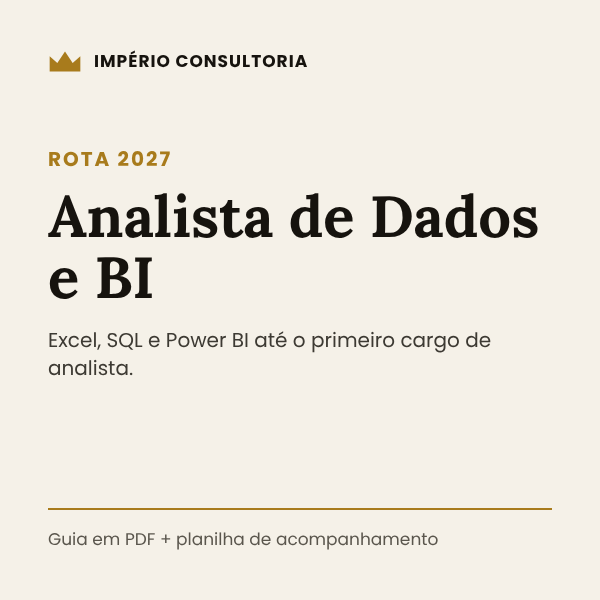 IMPÉRIO CONSULTORIA
ROTA 2027
Analista de Dados
e BI
Excel, SQL e Power BI até o primeiro cargo de
analista.
Guia em PDF + planilha de acompanhamento